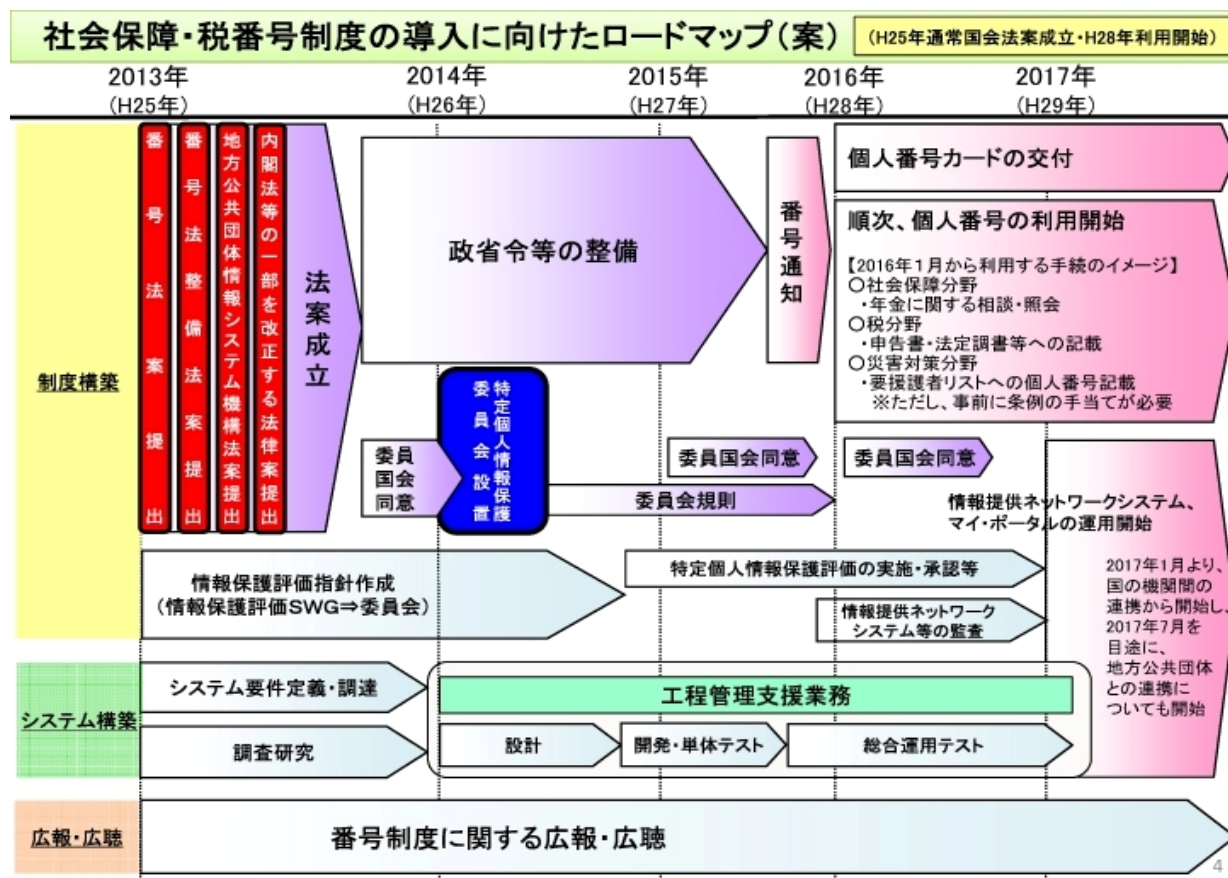 社会保障・税番号制度の導入に向けたロードマップ(案)
(H25年通常国会法案成立・H28年利用開始)
2013年
(H25年)
2014年
(H26年)
2015年
(H27年)
2016年
(H28年)
2017年
(H29年)
制度構築
番号法案提出
番号法整備法案提出
地方公共団体情報システム機構法案提出
内閣法等の一部を改正する法律案提出
法案成立
政省令等の整備
番号通知
個人番号カードの交付
順次、個人番号の利用開始
【2016年1月から利用する手続のイメージ】
○社会保障分野
・年金に関する相談・照会
○税分野
・申告書・法定調書等への記載
○災害対策分野
・要援護者リストへの個人番号記載
※ただし、事前に条例の手当てが必要
委員
国会
同意
特定個人情報保護
委員会設置
委員国会同意
委員国会同意
委員会規則
情報提供ネットワークシステム、
マイ・ポータルの運用開始
2017年1月より、
国の機関間の
連携から開始し、
2017年7月を
目途に、
地方公共団体
との連携に
ついても開始
情報保護評価指針作成
(情報保護評価SWG⇒委員会)
特定個人情報保護評価の実施・承認等
情報提供ネットワーク
システム等の監査
システム構築
システム要件定義・調達
調査研究
工程管理支援業務
設計
開発・単体テスト
総合運用テスト
広報・広聴
番号制度に関する広報・広聴
4